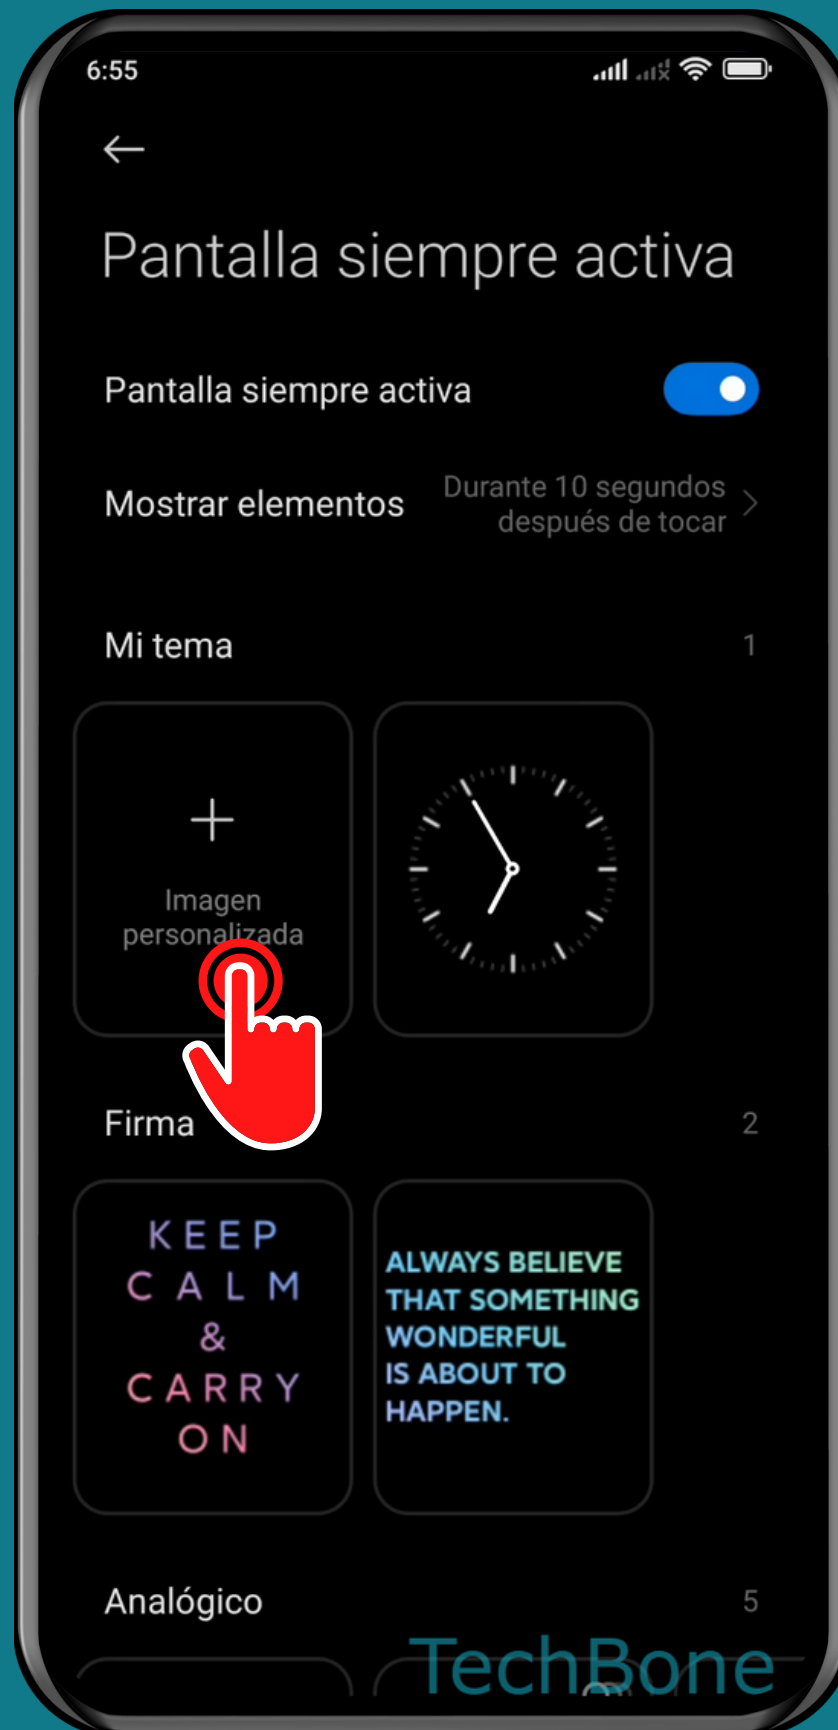 6:55
Pantalla siempre activa
Pantalla siempre activa
Mostrar elementos
Durante 10 segundos
después de tocar
Mi tema
1
Imagen
personalizada
Firma
2
KEEP
CALM
&
CARRY
ON
ALWAYS BELIEVE
THAT SOMETHING
WONDERFUL
IS ABOUT TO
HAPPEN.
Analógico
5
TechBone